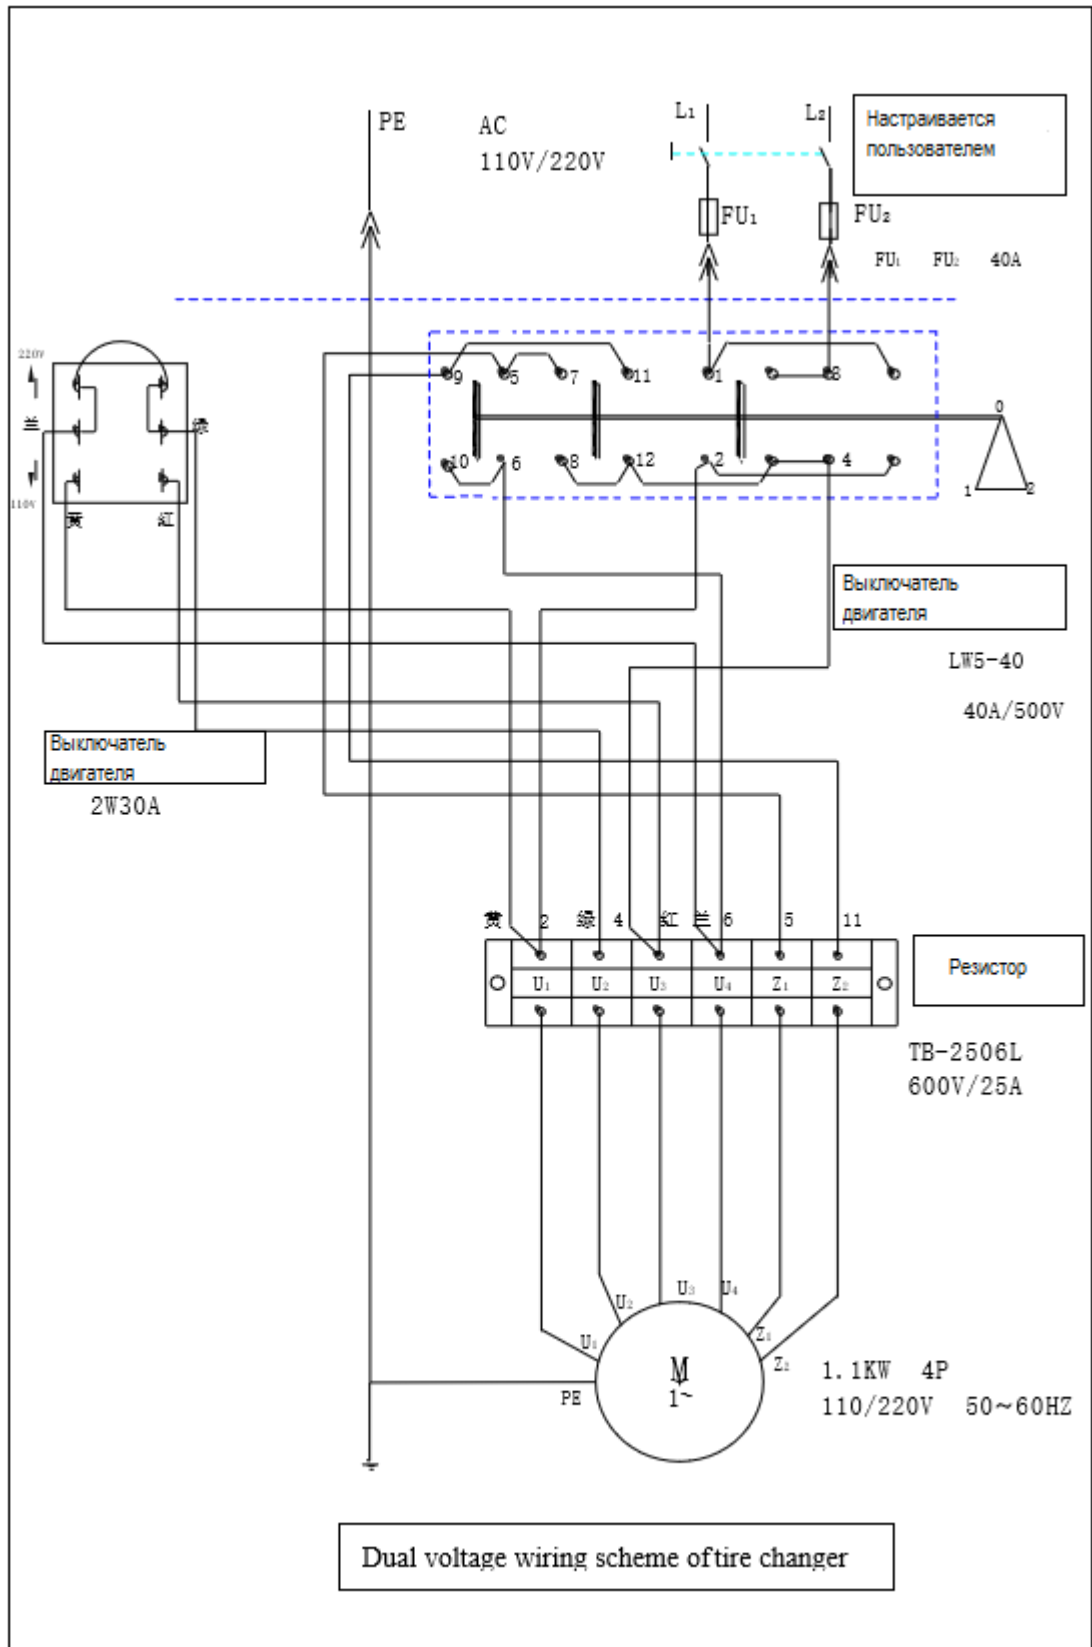 PE
AC
110V/220V
L1
L2
Настраивается
пользователем
FU1
FU2
FU1 FU2 40A
220V
兰
绿
110V
黄 紅
9 5 7 11 1 3
10 6 8 12 2 4
0
1 2
Выключатель
двигателя
LW5-40
40A/500V
Выключатель
двигателя
2W30A
黄 2 绿 4 紅 兰 6 5 11
U1 U2 U3 U4 Z1 Z2
Резистор
TB-2506L
600V/25A
U1 U2 U3 U4 Z1 Z2
PE
M
1~
1.1KW 4P
110/220V 50~60HZ
Dual voltage wiring scheme of tire changer